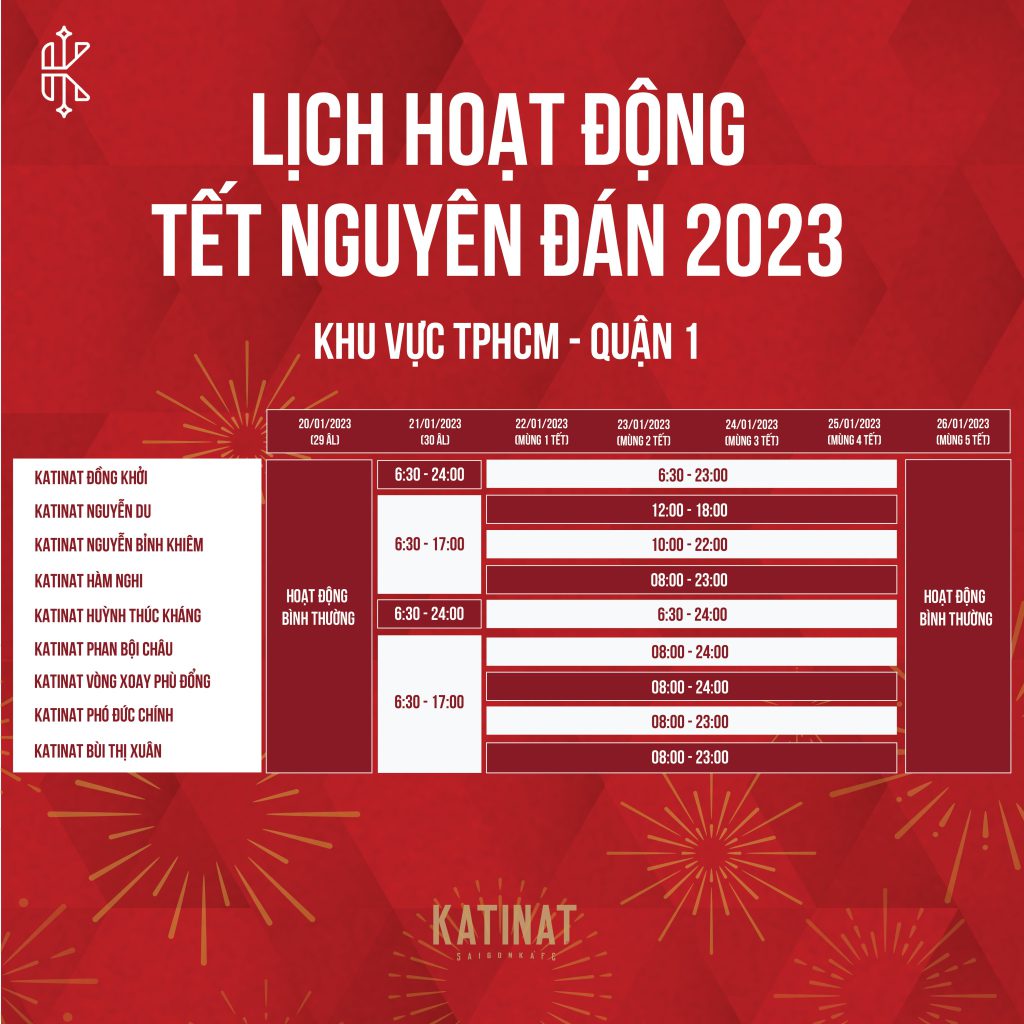 LỊCH HOẠT ĐỘNG
TẾT NGUYÊN ĐÁN 2023
KHU VỰC TPHCM - QUẬN 1
20/01/2023 21/01/2023 22/01/2023 23/01/2023 24/01/2023 25/01/2023 26/01/2023
(29 ÂL) (30 ÂL) (MÙNG 1 TẾT) (MÙNG 2 TẾT) (MÙNG 3 TẾT) (MÙNG 4 TẾT) (MÙNG 5 TẾT)
KATINAT ĐỒNG KHỞI 6:30 - 24:00 6:30 - 23:00
KATINAT NGUYỄN DU 12:00 - 18:00
KATINAT NGUYỄN BỈNH KHIÊM 6:30 - 17:00 10:00 - 22:00
KATINAT HÀM NGHI 08:00 - 23:00
HOẠT ĐỘNG HOẠT ĐỘNG
KATINAT HUỲNH THÚC KHÁNG BÌNH THƯỜNG 6:30 - 24:00 6:30 - 24:00 BÌNH THƯỜNG
KATINAT PHAN BỘI CHÂU 08:00 - 24:00
KATINAT VÒNG XOAY PHÙ ĐỔNG 08:00 - 24:00
6:30 - 17:00
KATINAT PHÓ ĐỨC CHÍNH 08:00 - 23:00
KATINAT BÙI THỊ XUÂN 08:00 - 23:00
KATINAT
SAIGONKAFE